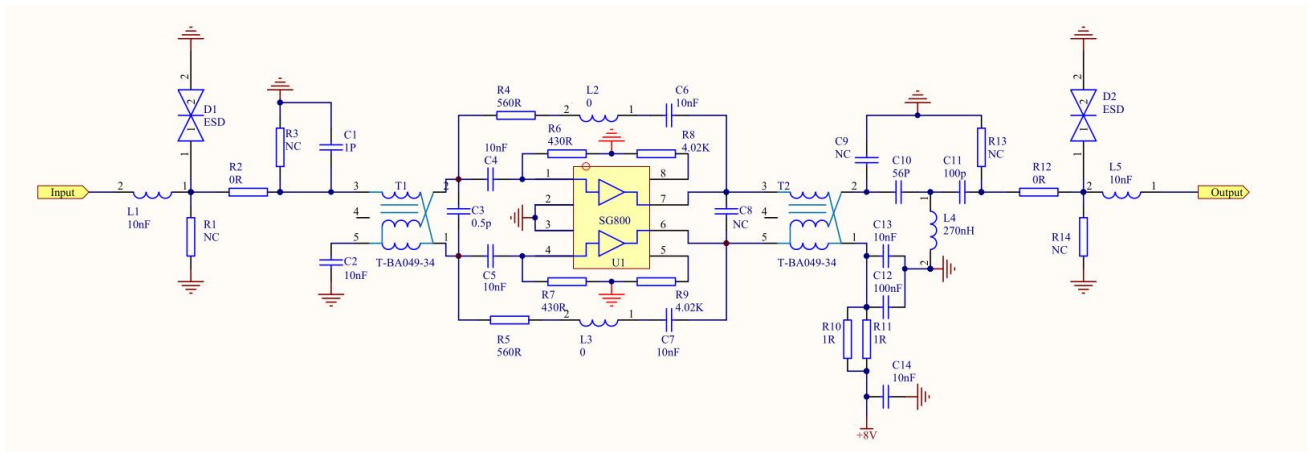 Input
2
L1
10nF
1
2
2
1
1
D1
ESD
R1
NC
R2
0R
R3
NC
C1
1P
C2
10nF
3
4
5
T1
2
1
T-BA049-34
C3
0.5p
10nF
C4
C5
10nF
R4
560R
2
L2
0
1
C6
10nF
R6
430R
R8
4.02K
1
2
3
4
SG800
U1
8
7
6
5
R7
430R
R9
4.02K
R5
560R
2
L3
0
1
C7
10nF
C8
NC
3
4
5
T2
2
1
T-BA049-34
C9
NC
C10
56P
C11
100p
R13
NC
1
L4
270nH
2
C13
10nF
C12
100nF
R10
1R
R11
1R
C14
10nF
+8V
R12
0R
2
2
1
1
D2
ESD
R14
NC
2
L5
10nF
1
Output